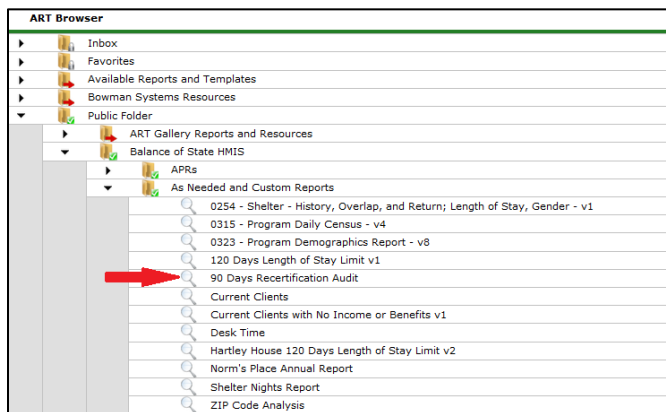 ART Browser
Inbox
Favorites
Available Reports and Templates
Bowman Systems Resources
Public Folder
ART Gallery Reports and Resources
Balance of State HMIS
APRs
As Needed and Custom Reports
0254 - Shelter - History, Overlap, and Return; Length of Stay, Gender - v1
0315 - Program Daily Census - v4
0323 - Program Demographics Report - v8
120 Days Length of Stay Limit v1
90 Days Recertification Audit
Current Clients
Current Clients with No Income or Benefits v1
Desk Time
Hartley House 120 Days Length of Stay Limit v2
Norm's Place Annual Report
Shelter Nights Report
ZIP Code Analysis